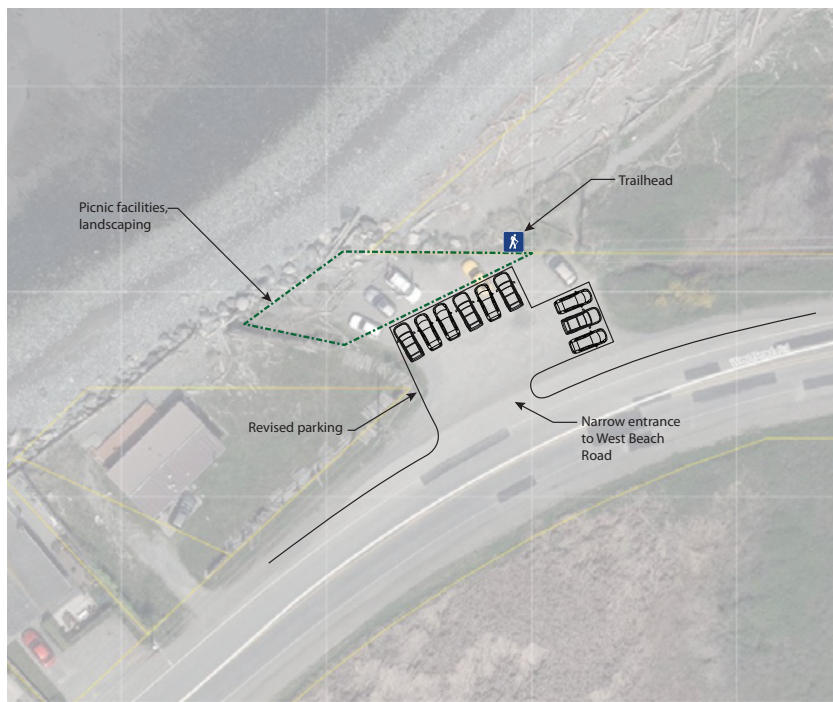 Trailhead
Picnic facilities,
landscaping
Revised parking
Narrow entrance
to West Beach
Road